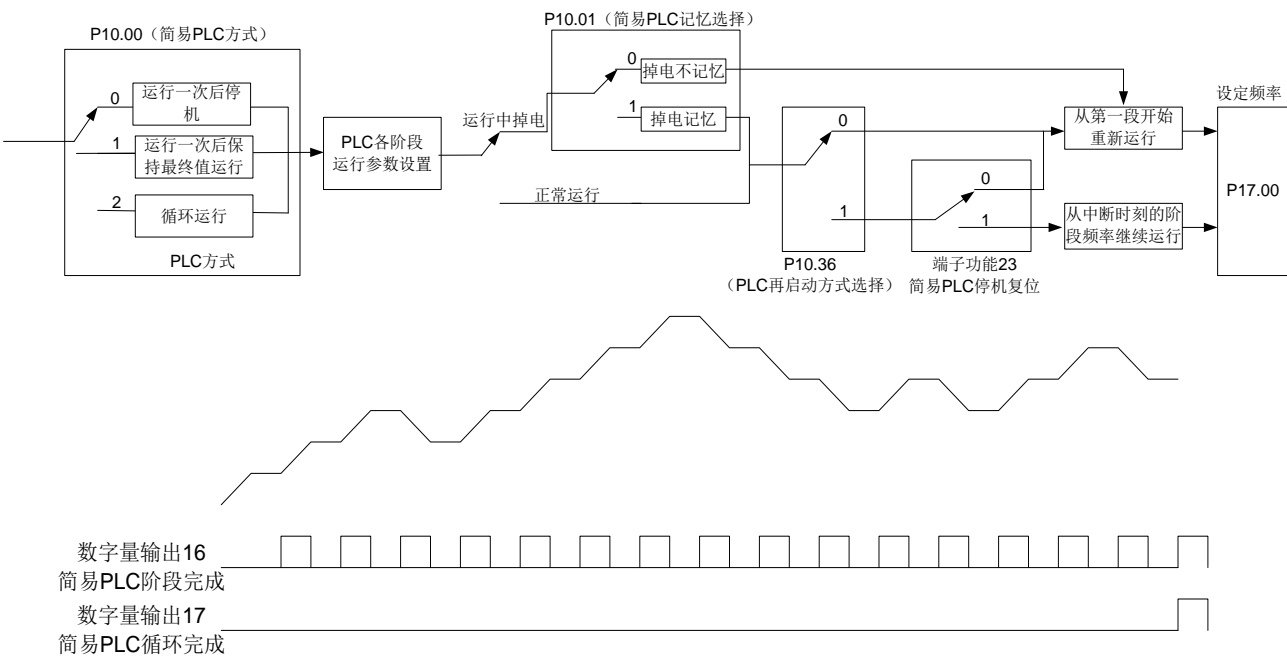 P10.00（简易PLC方式）
0
运行一次后停
机
1
运行一次后保
持最终值运行
2
循环运行
PLC方式
PLC各阶段
运行参数设置
运行中掉电
正常运行
P10.01（简易PLC记忆选择）
0
掉电不记忆
1
掉电记忆
0
1
P10.36
（PLC再启动方式选择）
0
1
端子功能23
简易PLC停机复位
从第一段开始
重新运行
从中断时刻的阶
段频率继续运行
设定频率
P17.00
数字量输出16
简易PLC阶段完成
数字量输出17
简易PLC循环完成